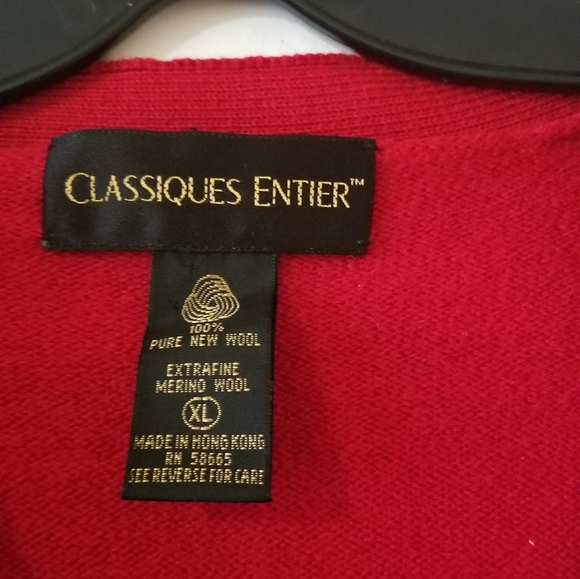 CLASSIQUES ENTIER™
100%
PURE NEW WOOL
EXTRAFINE
MERINO WOOL
XL
MADE IN HONG KONG
RN 58665
SEE REVERSE FOR CARE